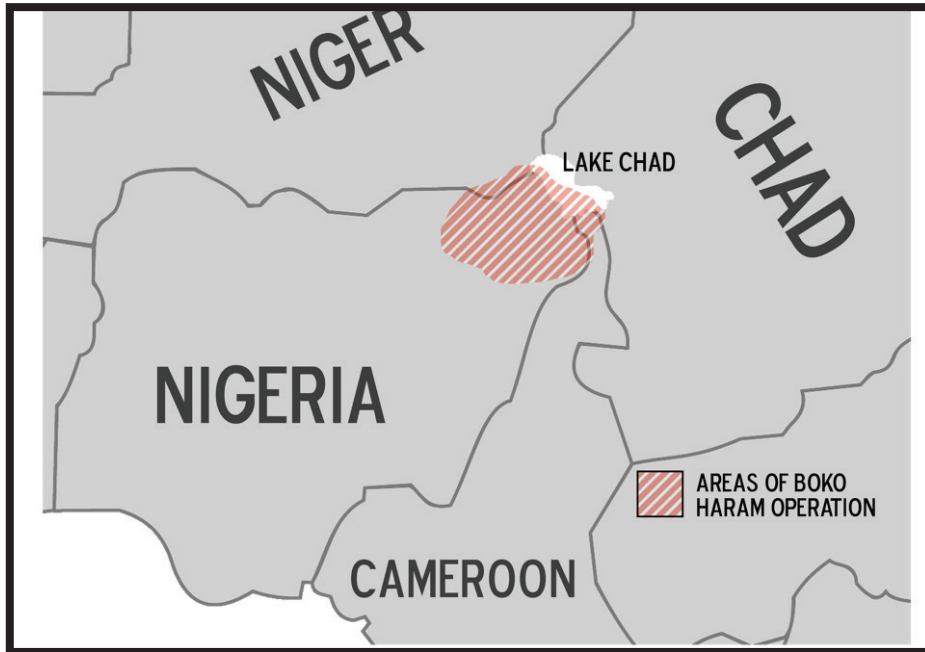 NIGER
CHAD
LAKE CHAD
NIGERIA
AREAS OF BOKO
HARAM OPERATION
CAMEROON